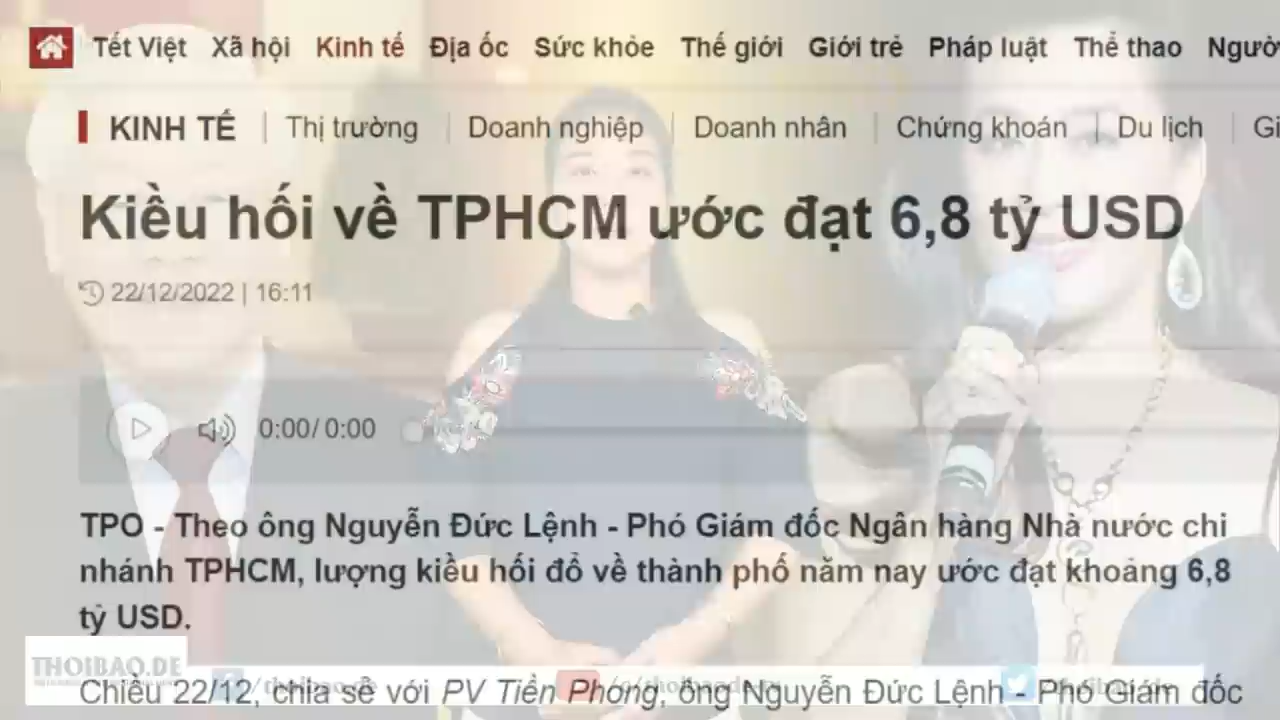 Tết Việt Xã hội Kinh tế Địa ốc Sức khỏe Thế giới Giới trẻ Pháp luật Thể thao
KINH TẾ Thị trường Doanh nghiệp Doanh nhân Chứng khoán Du lịch
Kiều hối về TPHCM ước đạt 6,8 tỷ USD
22/12/2022 | 16:11
0:00/ 0:00
TPO - Theo ông Nguyễn Đức Lệnh - Phó Giám đốc Ngân hàng Nhà nước chi
nhánh TPHCM, lượng kiều hối đổ về thành phố năm nay ước đạt khoảng 6,8
tỷ USD.
THOIBAO.DE
Chiều 22/12, chia sẻ với PV Tiền Phong, ông Nguyễn Đức Lệnh - Phó Giám đốc